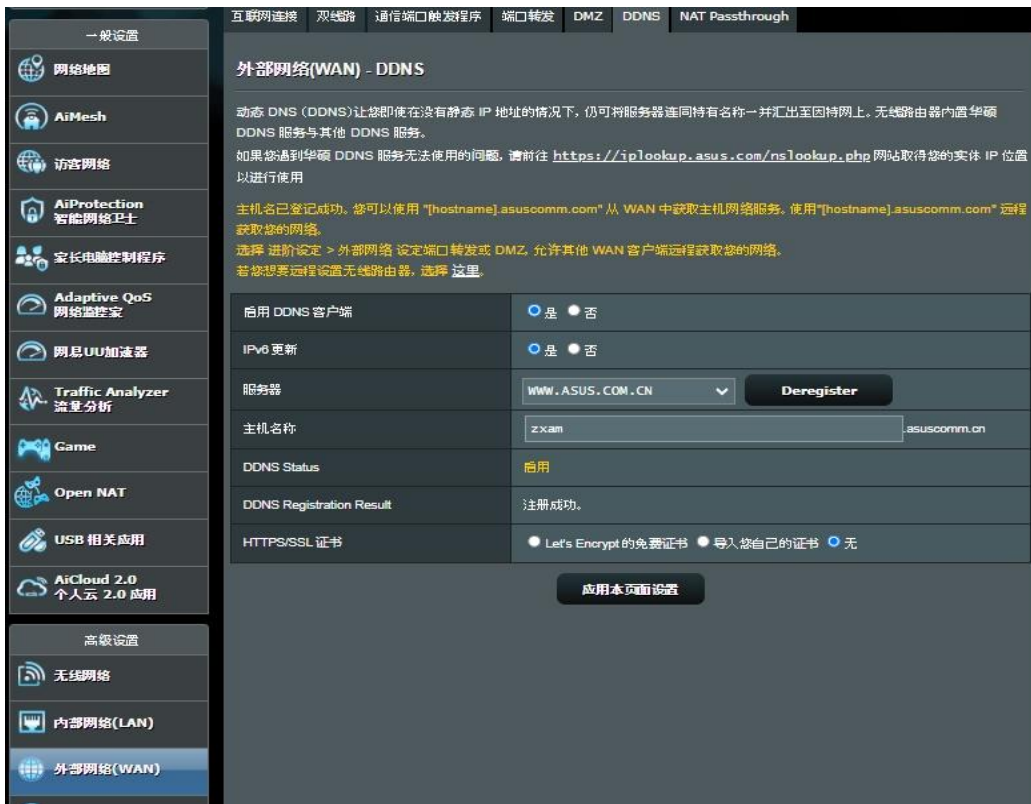 互联网连接 双线路 通信端口触发程序 端口转发 DMZ DDNS NAT Passthrough
一般设置
网络地图
AiMesh
访客网络
AiProtection
智能网络卫士
家长电脑控制程序
Adaptive QoS
网络监控家
网易UU加速器
Traffic Analyzer
流量分析
Game
Open NAT
USB 相关应用
AiCloud 2.0
个人云 2.0 应用
高级设置
无线网络
内部网络(LAN)
外部网络(WAN)
外部网络(WAN) - DDNS
动态 DNS (DDNS)让您即使在没有静态 IP 地址的情况下，仍可将服务器连同特有名称一并汇出至因特网上。无线路由器内置华硕
DDNS 服务与其他 DDNS 服务。
如果您遇到华硕 DDNS 服务无法使用的问题, 请前往 https://iplookup.asus.com/nslookup.php 网站取得您的实体 IP 位置
以进行使用
主机名已登记成功。您可以使用 "[hostname].asuscomm.com" 从 WAN 中获取主机网络服务。使用"[hostname].asuscomm.com" 远程
获取您的网络。
选择 进阶设定 > 外部网络 设定端口转发或 DMZ, 允许其他 WAN 客户端远程获取您的网络。
若您想要远程设置无线路由器, 选择 这里。
启用 DDNS 客户端 是 否
IPv6 更新 是 否
服务器 WWW.ASUS.COM.CN Deregister
主机名称 zxam .asuscomm.cn
DDNS Status 启用
DDNS Registration Result 注册成功。
HTTPS/SSL 证书 Let's Encrypt 的免费证书 导入您自己的证书 无
应用本页面设置